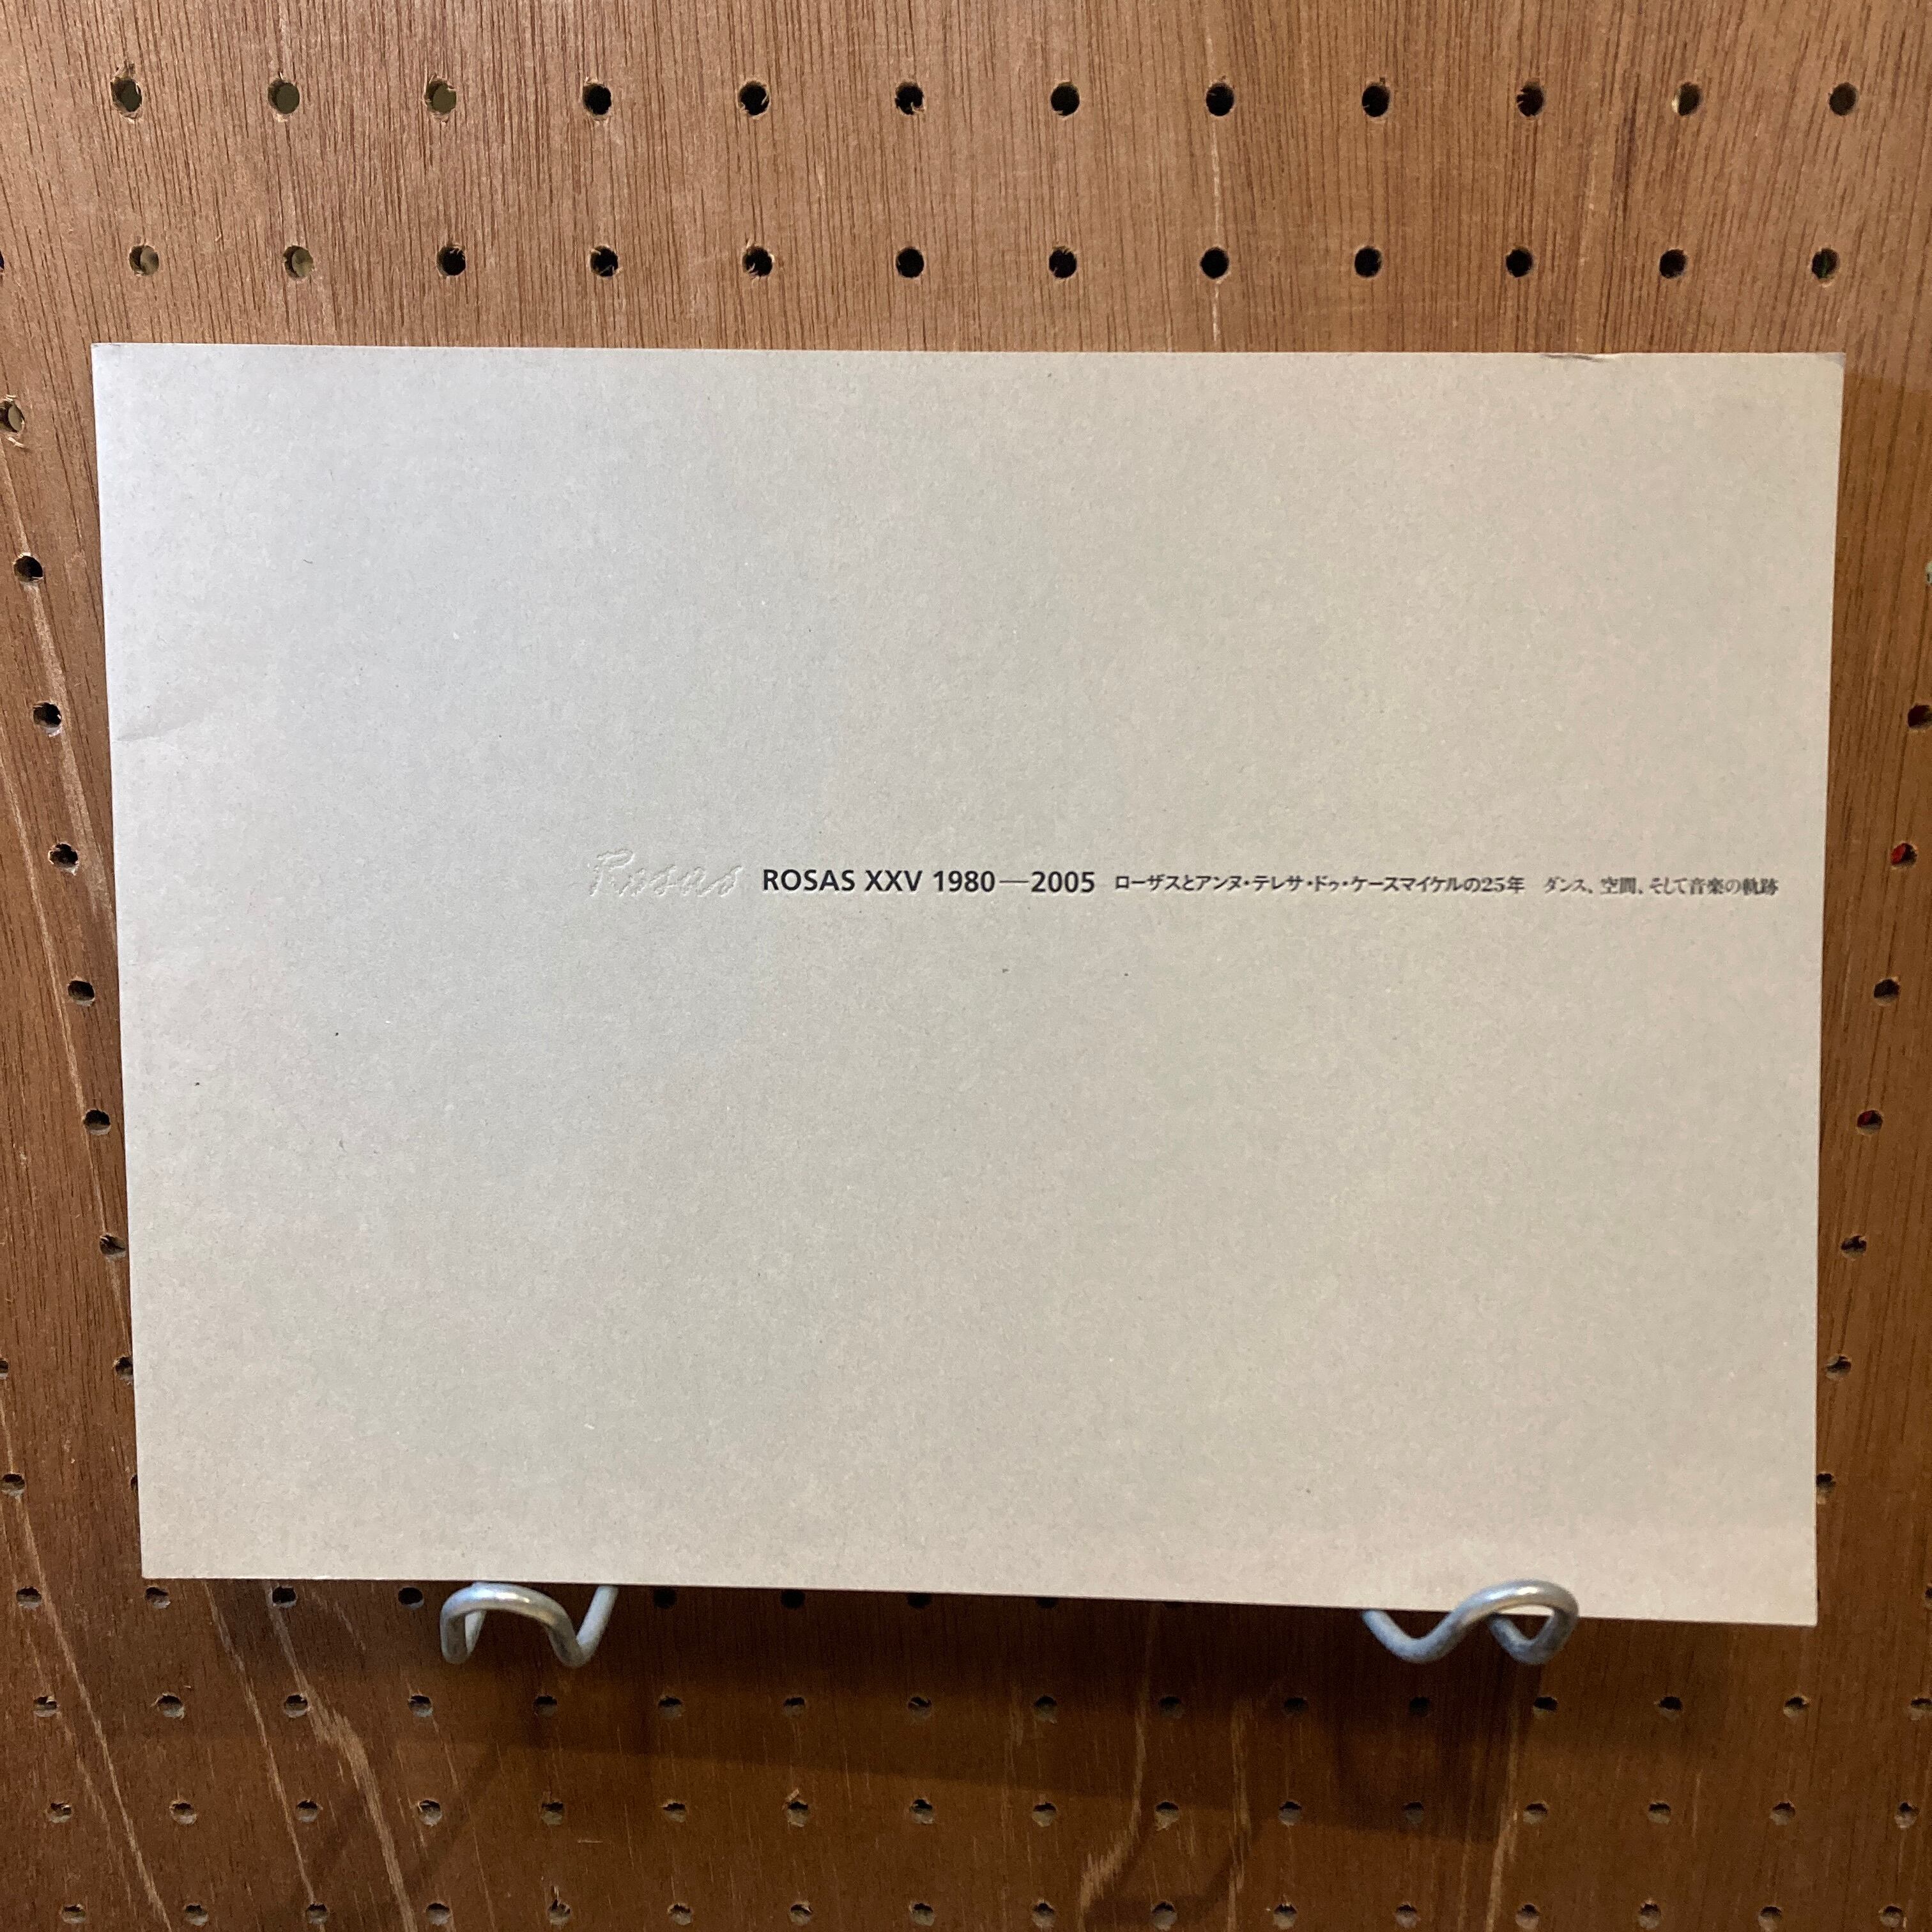 Rosas ROSAS XXV 1980—2005 ローザスとアンヌ・テレサ・ドゥ・ケースマイケルの25年 ダンス、空間、そして音楽の軌跡